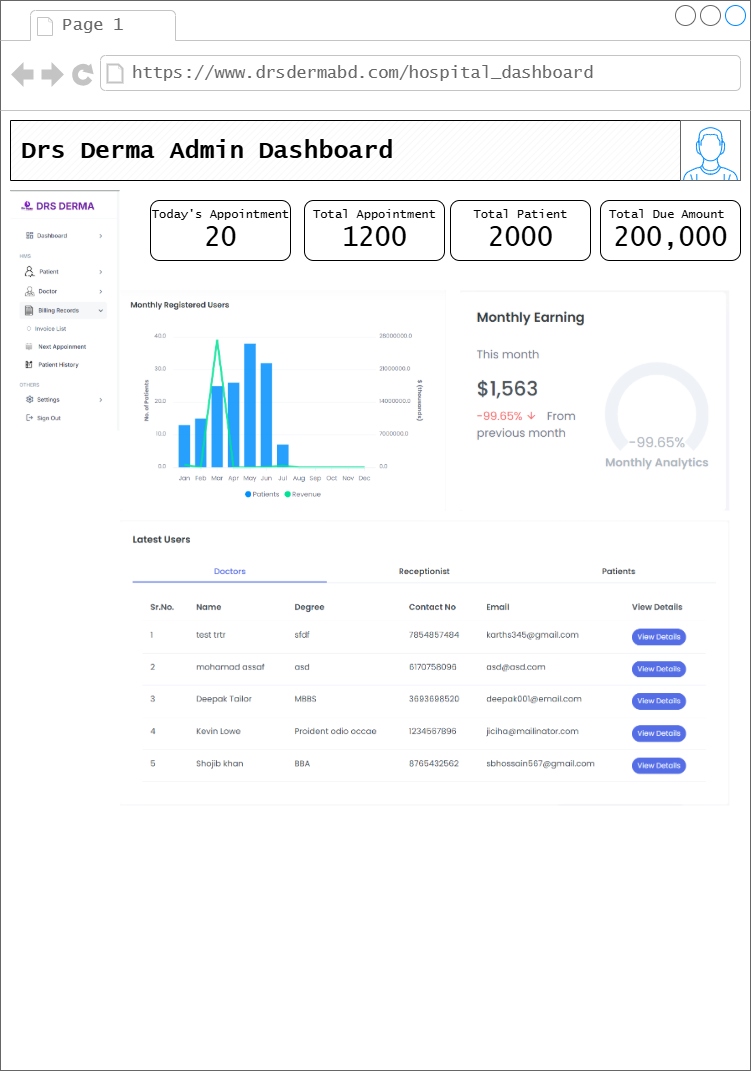 Page 1
https://www.drsdermabd.com/hospital_dashboard
Drs Derma Admin Dashboard
DRS DERMA
Dashboard
HMS
Patient
Doctor
Billing Records
Invoice List
Next Appoinment
Patient History
OTHERS
Settings
Sign Out
Today's Appointment
20
Total Appointment
1200
Total Patient
2000
Total Due Amount
200,000
Monthly Registered Users
40.0 28000000.0
30.0 21000000.0
20.0 14000000.0
10.0 7000000.0
0.0 0.0
No. of Patients
$ (thousands)
Jan Feb Mar Apr May Jun Jul Aug Sep Oct Nov Dec
Patients Revenue
Monthly Earning
This month
$1,563
-99.65% ↓ From
previous month
-99.65%
Monthly Analytics
Latest Users
Doctors Receptionist Patients
Sr.No. Name Degree Contact No Email View Details
1 test trtr sfdf 7854857484 karths345@gmail.com View Details
2 mohamad assaf asd 6170758096 asd@asd.com View Details
3 Deepak Tailor MBBS 3693698520 deepak001@email.com View Details
4 Kevin Lowe Proident odio occae 1234567896 jiciha@mailinator.com View Details
5 Shojib khan BBA 8765432562 sbhossain567@gmail.com View Details